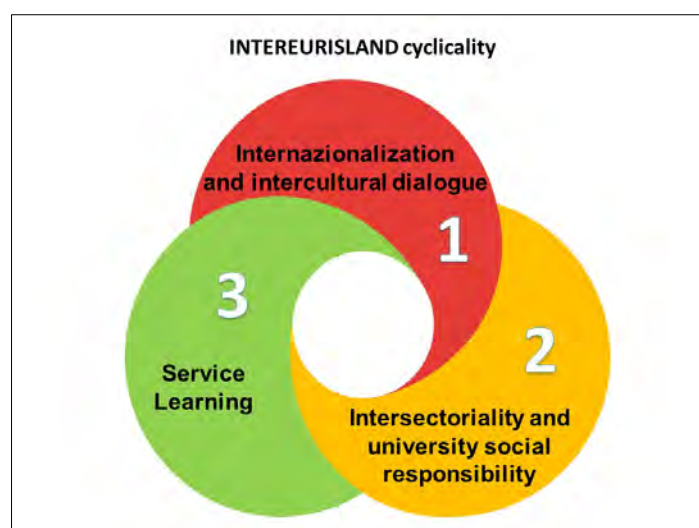 INTEREURISLAND cyclicality
Internazionalization
and intercultural dialogue
1
2
Intersectoriality and
university social
responsibility
3
Service
Learning